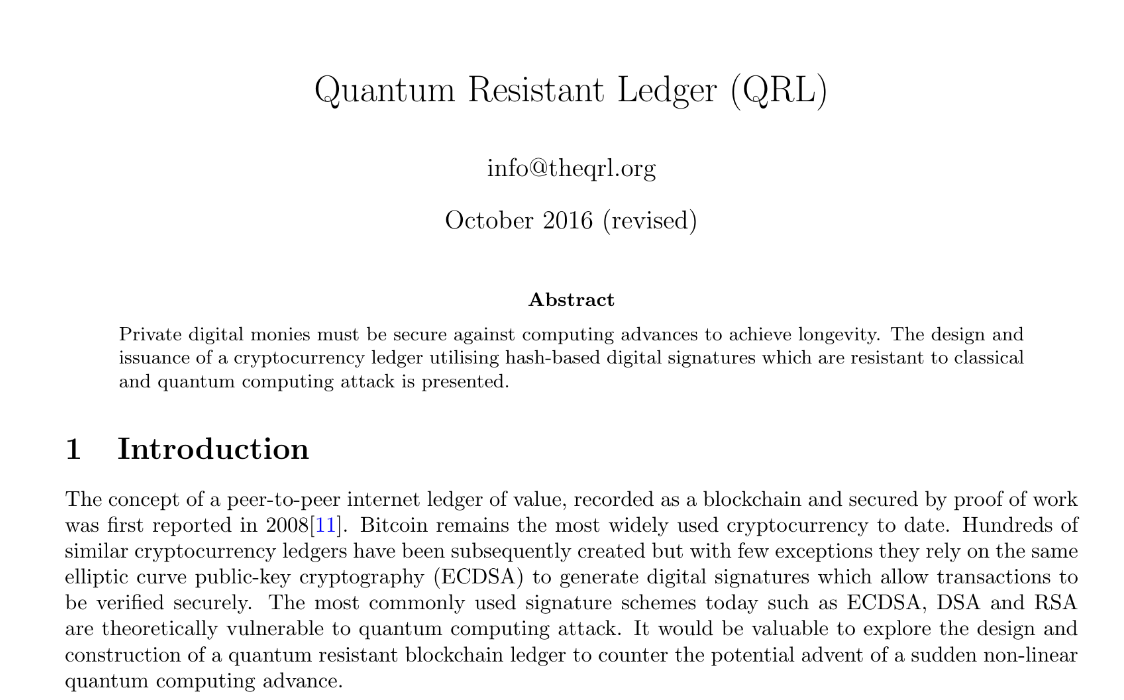 Quantum Resistant Ledger (QRL)
info@theqrl.org
October 2016 (revised)
Abstract
Private digital monies must be secure against computing advances to achieve longevity. The design and
issuance of a cryptocurrency ledger utilising hash-based digital signatures which are resistant to classical
and quantum computing attack is presented.
1 Introduction
The concept of a peer-to-peer internet ledger of value, recorded as a blockchain and secured by proof of work
was first reported in 2008[11]. Bitcoin remains the most widely used cryptocurrency to date. Hundreds of
similar cryptocurrency ledgers have been subsequently created but with few exceptions they rely on the same
elliptic curve public-key cryptography (ECDSA) to generate digital signatures which allow transactions to
be verified securely. The most commonly used signature schemes today such as ECDSA, DSA and RSA
are theoretically vulnerable to quantum computing attack. It would be valuable to explore the design and
construction of a quantum resistant blockchain ledger to counter the potential advent of a sudden non-linear
quantum computing advance.